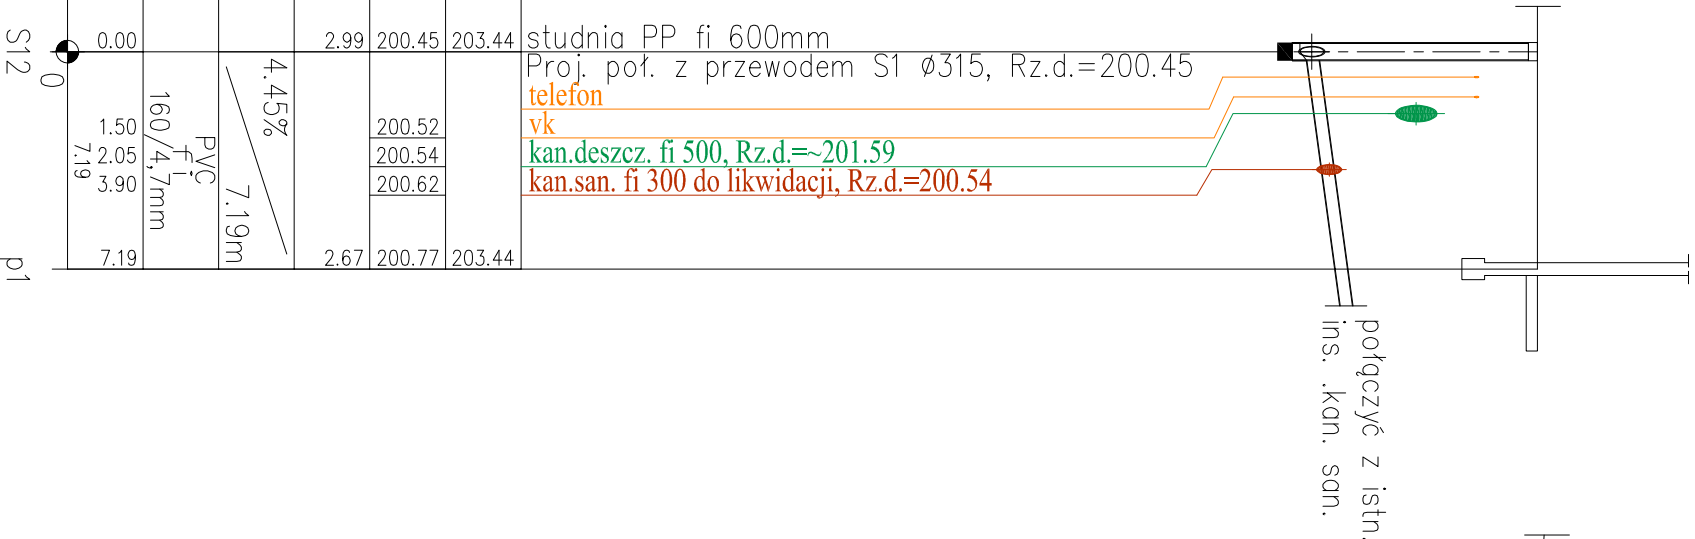 S12
0
0.00
2.99
200.45
203.44
studnia PP fi 600mm
Proj. poł. z przewodem S1 ø315, Rz.d.=200.45
telefon
1.50
200.52
vk
2.05
200.54
kan.deszcz. fi 500, Rz.d.=~201.59
3.90
200.62
kan.san. fi 300 do likwidacji, Rz.d.=200.54
7.19
PVC
fi
160/4,7mm
4.45%
7.19m
p1
7.19
2.67
200.77
203.44
połączyć z istn.
ins. .kan. san.